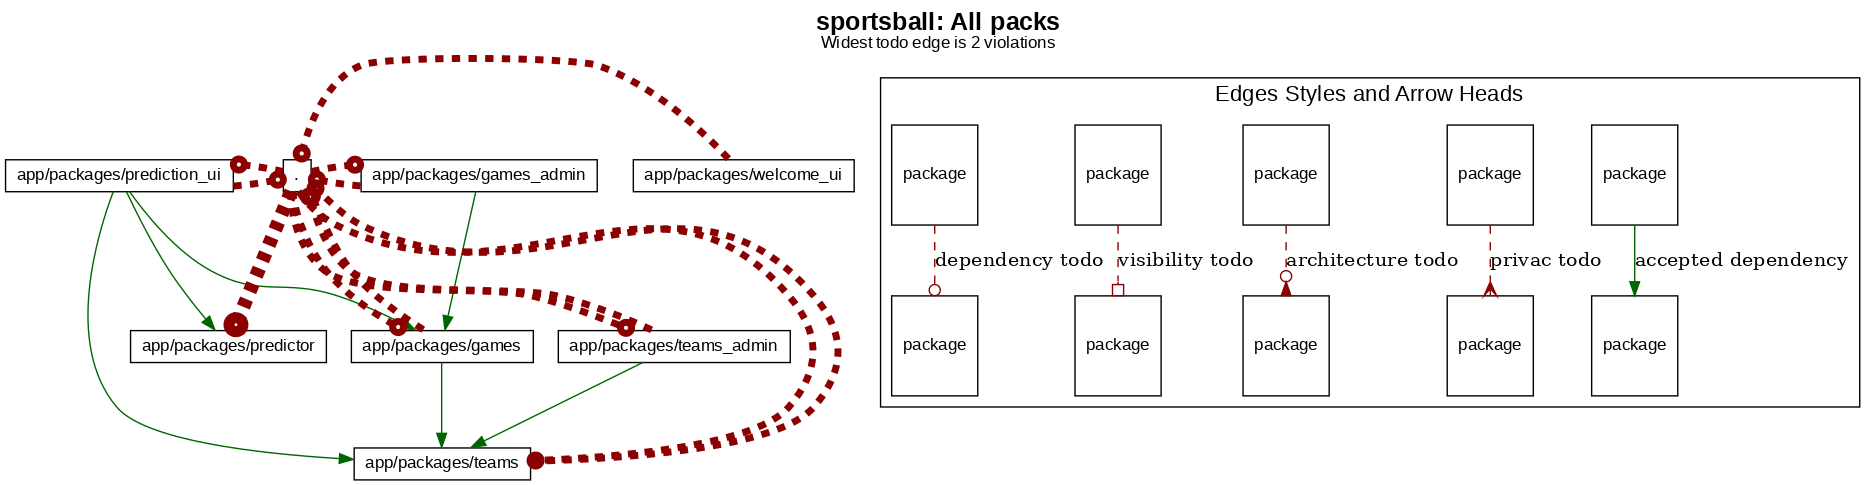 sportsball: All packs
Widest todo edge is 2 violations
app/packages/prediction_ui
.
app/packages/games_admin
app/packages/welcome_ui
app/packages/predictor
app/packages/games
app/packages/teams_admin
app/packages/teams
Edges Styles and Arrow Heads
package
package
package
package
package
dependency todo
visibility todo
architecture todo
privac todo
accepted dependency
package
package
package
package
package